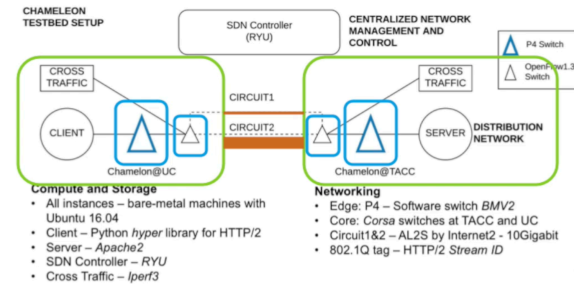 CHAMELEON
TESTBED SETUP
SDN Controller
(RYU)
CENTRALIZED NETWORK
MANAGEMENT AND
CONTROL
P4 Switch
OpenFlow1.3
Switch
CROSS
TRAFFIC
CROSS
TRAFFIC
CIRCUIT1
CIRCUIT2
CLIENT
SERVER
DISTRIBUTION
NETWORK
Chamelon@UC
Chamelon@TACC
Compute and Storage
• All instances – bare-metal machines with
Ubuntu 16.04
• Client – Python hyper library for HTTP/2
• Server – Apache2
• SDN Controller – RYU
• Cross Traffic – Iperf3
Networking
• Edge: P4 – Software switch BMV2
• Core: Corsa switches at TACC and UC
• Circuit1&2 – AL2S by Internet2 - 10Gigabit
• 802.1Q tag – HTTP/2 Stream ID